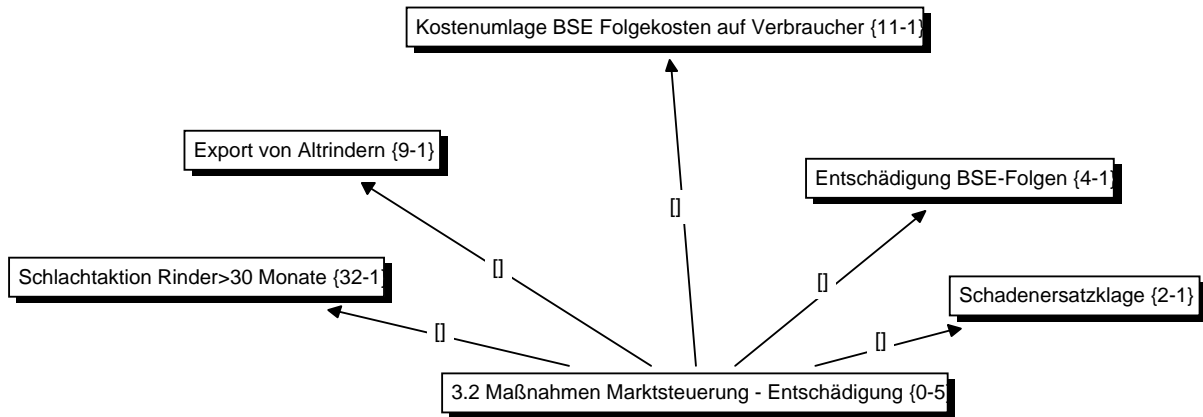 Kostenumlage BSE Folgekosten auf Verbraucher {11-1}
Export von Altrindern {9-1}
Entschädigung BSE-Folgen {4-1}
[]
Schlachtaktion Rinder>30 Monate {32-1}
[]
[]
Schadenersatzklage {2-1}
[]
[]
3.2 Maßnahmen Marktsteuerung - Entschädigung {0-5}